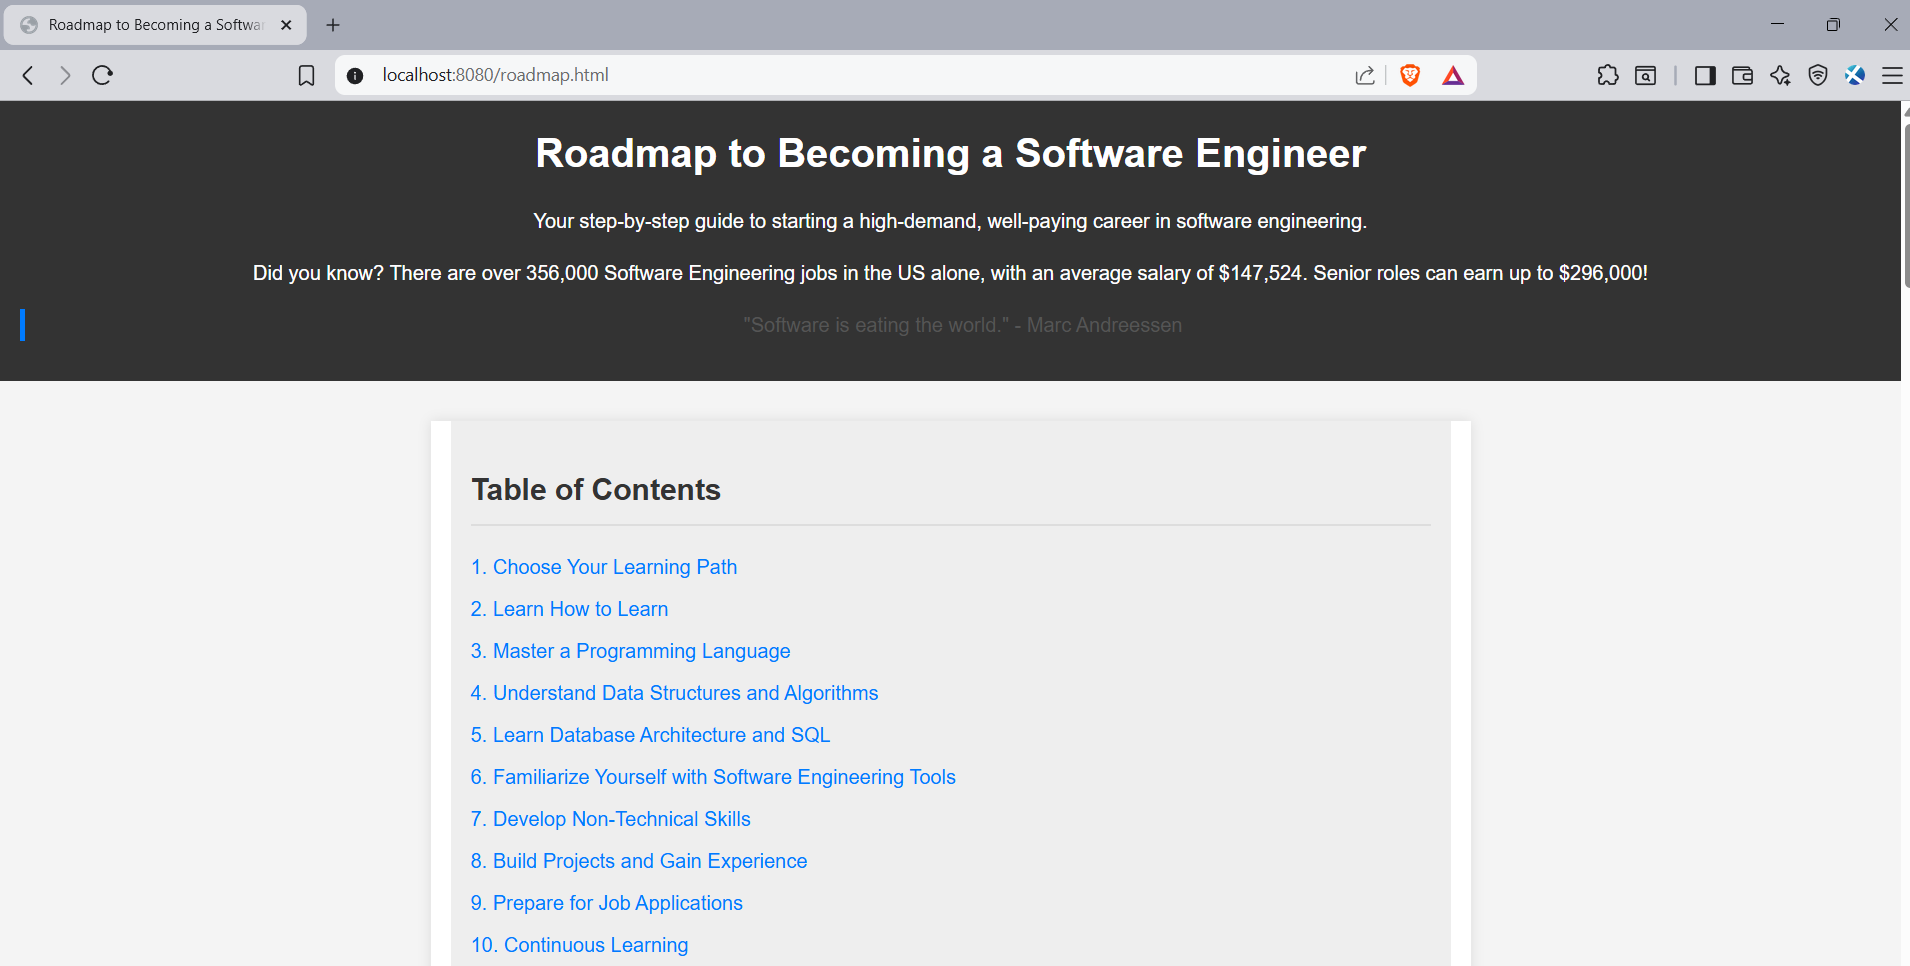 Roadmap to Becoming a Softwar
localhost:8080/roadmap.html
Roadmap to Becoming a Software Engineer
Your step-by-step guide to starting a high-demand, well-paying career in software engineering.
Did you know? There are over 356,000 Software Engineering jobs in the US alone, with an average salary of $147,524. Senior roles can earn up to $296,000!
"Software is eating the world." - Marc Andreessen
Table of Contents
1. Choose Your Learning Path
2. Learn How to Learn
3. Master a Programming Language
4. Understand Data Structures and Algorithms
5. Learn Database Architecture and SQL
6. Familiarize Yourself with Software Engineering Tools
7. Develop Non-Technical Skills
8. Build Projects and Gain Experience
9. Prepare for Job Applications
10. Continuous Learning